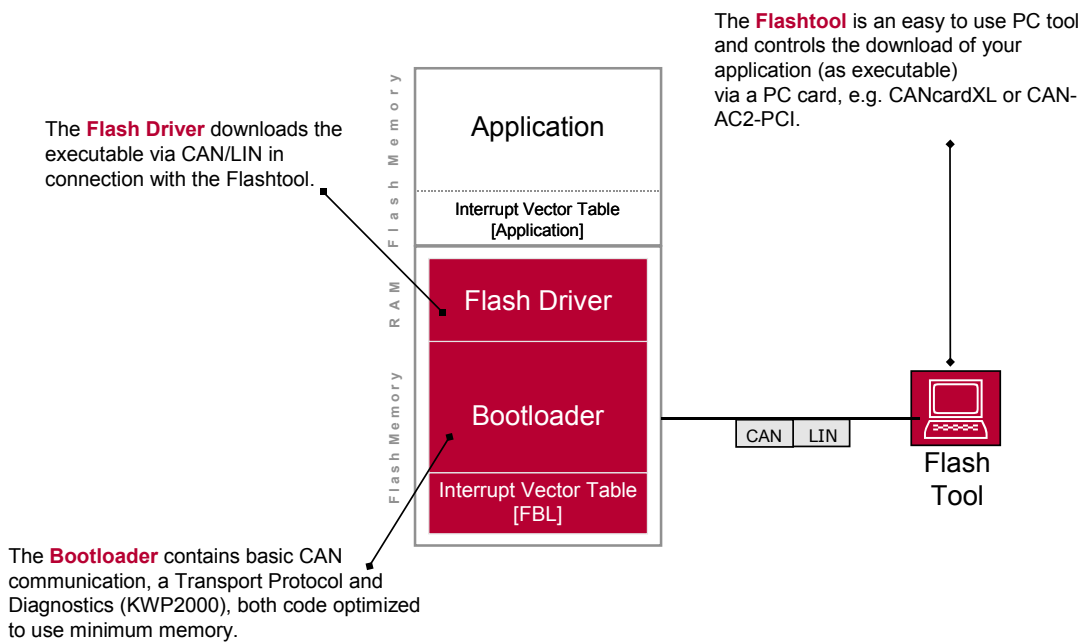 The Flashtool is an easy to use PC tool
and controls the download of your
application (as executable)
via a PC card, e.g. CANcardXL or CAN-
AC2-PCI.
The Flash Driver downloads the
executable via CAN/LIN in
connection with the Flashtool.
Flash Memory
Application
Interrupt Vector Table
[Application]
RAM
Flash Driver
Flash Memory
Bootloader
Interrupt Vector Table
[FBL]
CAN
LIN
Flash
Tool
The Bootloader contains basic CAN
communication, a Transport Protocol and
Diagnostics (KWP2000), both code optimized
to use minimum memory.